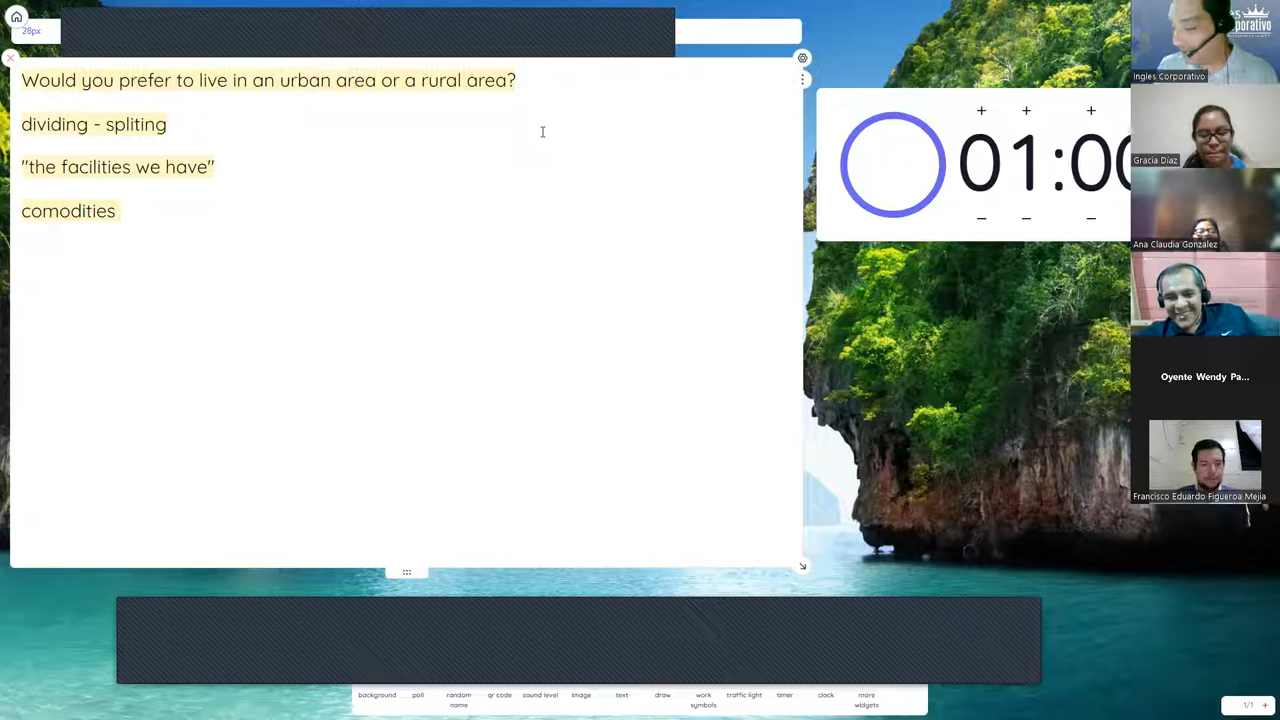 28px
Would you prefer to live in an urban area or a rural area?
dividing - spliting
"the facilities we have"
comodities
+ + +
01:00
− − −
Ingles Corporativo
Gracia Díaz
Ana Claudia Gonzalez
Oyente Wendy Pa...
Francisco Eduardo Figueroa Mejia
background poll random name qr code sound level image text draw work symbols traffic light timer clock more widgets
1/1 +